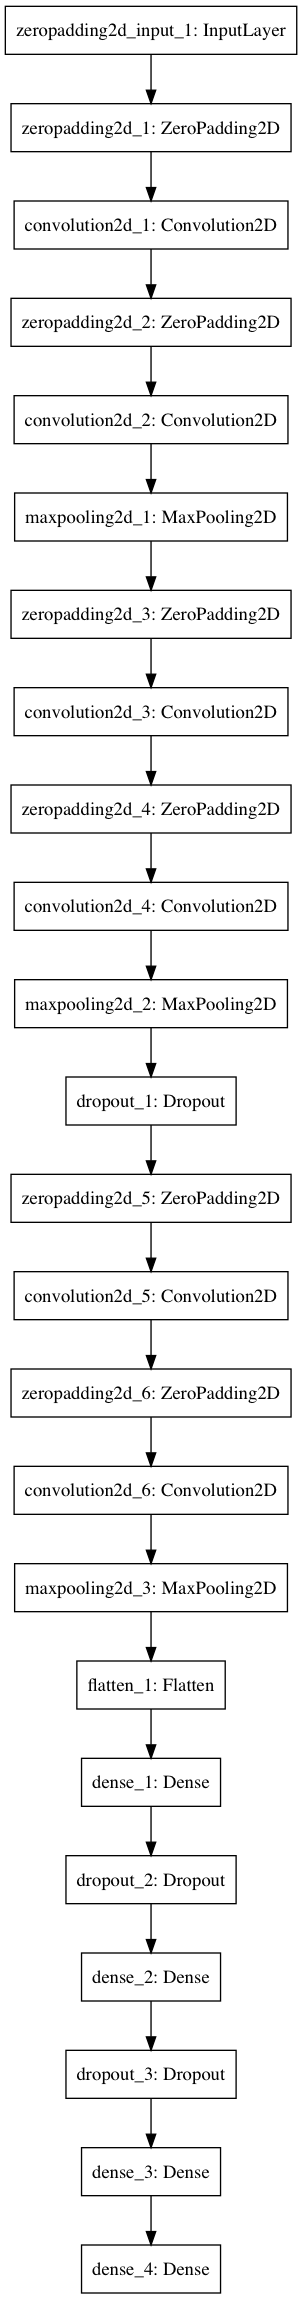 zeropadding2d_input_1: InputLayer
zeropadding2d_1: ZeroPadding2D
convolution2d_1: Convolution2D
zeropadding2d_2: ZeroPadding2D
convolution2d_2: Convolution2D
maxpooling2d_1: MaxPooling2D
zeropadding2d_3: ZeroPadding2D
convolution2d_3: Convolution2D
zeropadding2d_4: ZeroPadding2D
convolution2d_4: Convolution2D
maxpooling2d_2: MaxPooling2D
dropout_1: Dropout
zeropadding2d_5: ZeroPadding2D
convolution2d_5: Convolution2D
zeropadding2d_6: ZeroPadding2D
convolution2d_6: Convolution2D
maxpooling2d_3: MaxPooling2D
flatten_1: Flatten
dense_1: Dense
dropout_2: Dropout
dense_2: Dense
dropout_3: Dropout
dense_3: Dense
dense_4: Dense